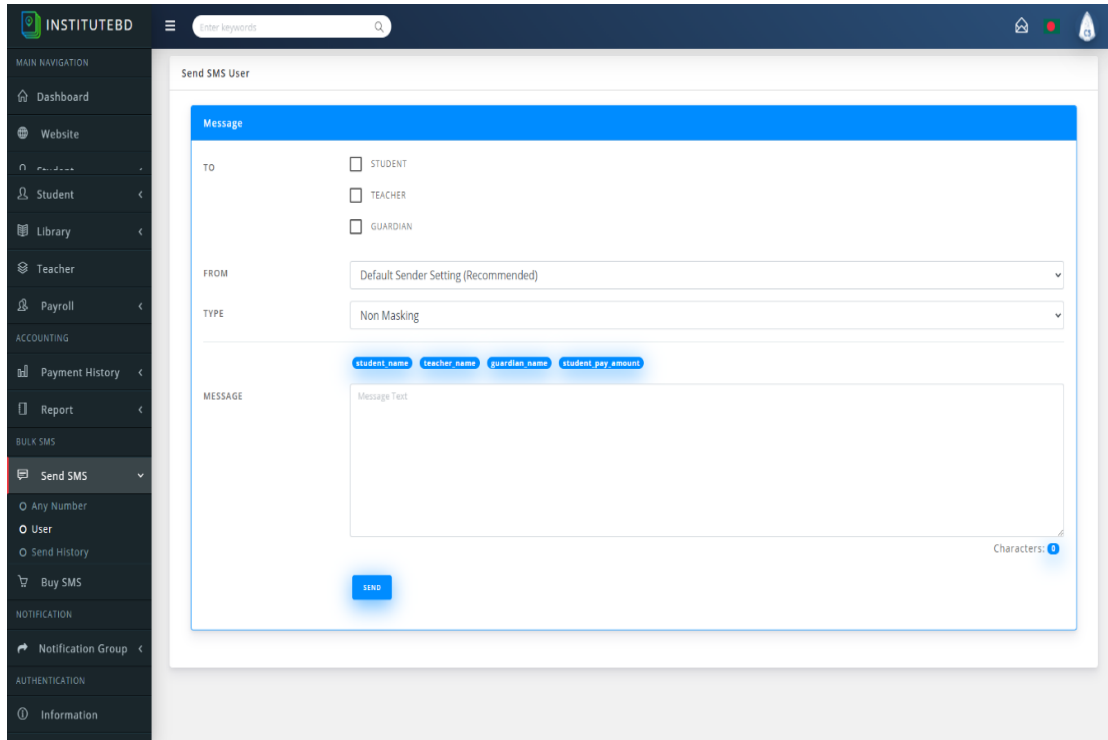 INSTITUTEBD
Enter keywords
MAIN NAVIGATION
Dashboard
Website
Student
Student
Library
Teacher
Payroll
ACCOUNTING
Payment History
Report
BULK SMS
Send SMS
Any Number
User
Send History
Buy SMS
NOTIFICATION
Notification Group
AUTHENTICATION
Information
Send SMS User
Message
TO
STUDENT
TEACHER
GUARDIAN
FROM
Default Sender Setting (Recommended)
TYPE
Non Masking
student_name teacher_name guardian_name student_pay_amount
MESSAGE
Message Text
Characters: 0
SEND